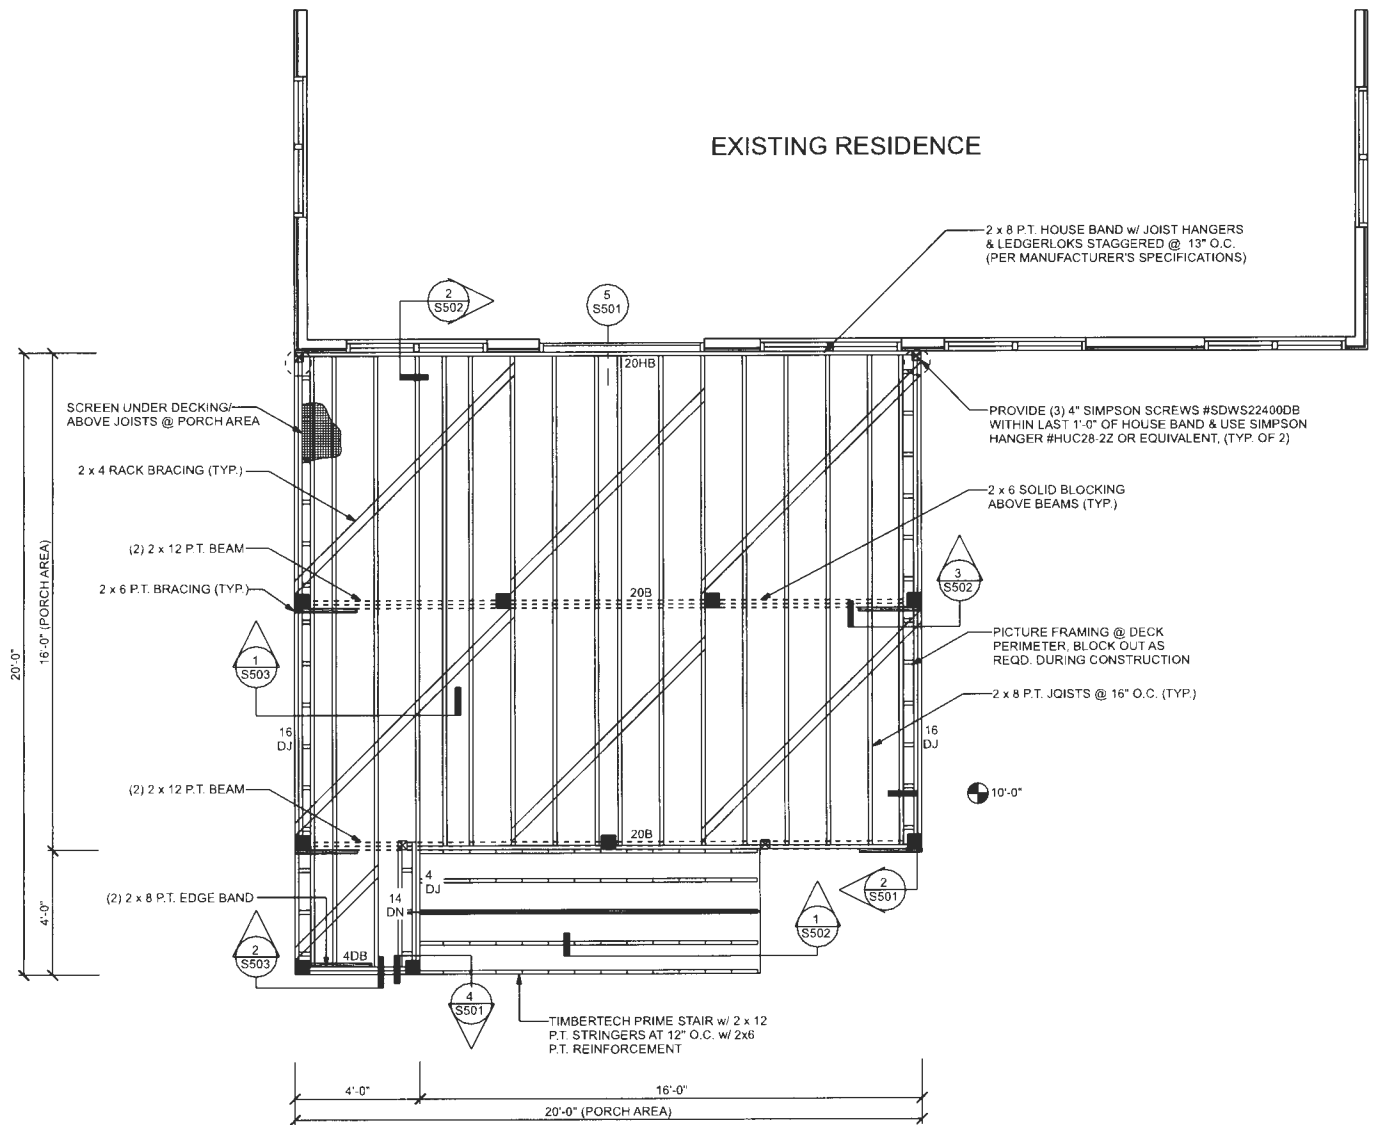 EXISTING RESIDENCE
2 x 8 P.T. HOUSE BAND w/ JOIST HANGERS
& LEDGERLOKS STAGGERED @ 13" O.C.
(PER MANUFACTURER'S SPECIFICATIONS)
2
S502
5
S501
20HB
SCREEN UNDER DECKING/
ABOVE JOISTS @ PORCH AREA
PROVIDE (3) 4" SIMPSON SCREWS #SDWS22400DB
WITHIN LAST 1'-0" OF HOUSE BAND & USE SIMPSON
HANGER #HUC28-2Z OR EQUIVALENT, (TYP. OF 2)
2 x 4 RACK BRACING (TYP.)
2 x 6 SOLID BLOCKING
ABOVE BEAMS (TYP.)
(2) 2 x 12 P.T. BEAM
2 x 6 P.T. BRACING (TYP.)
20B
3
S502
20'-0"
16'-0" (PORCH AREA)
PICTURE FRAMING @ DECK
PERIMETER, BLOCK OUT AS
REQD. DURING CONSTRUCTION
1
S503
2 x 8 P.T. JOISTS @ 16" O.C. (TYP.)
16
DJ
16
DJ
(2) 2 x 12 P.T. BEAM
10'-0"
20B
4
DJ
2
S501
(2) 2 x 8 P.T. EDGE BAND
14
DN
4'-0"
1
S502
2
S503
4DB
4
S501
TIMBERTECH PRIME STAIR w/ 2 x 12
P.T. STRINGERS AT 12" O.C. w/ 2x6
P.T. REINFORCEMENT
4'-0"
16'-0"
20'-0" (PORCH AREA)